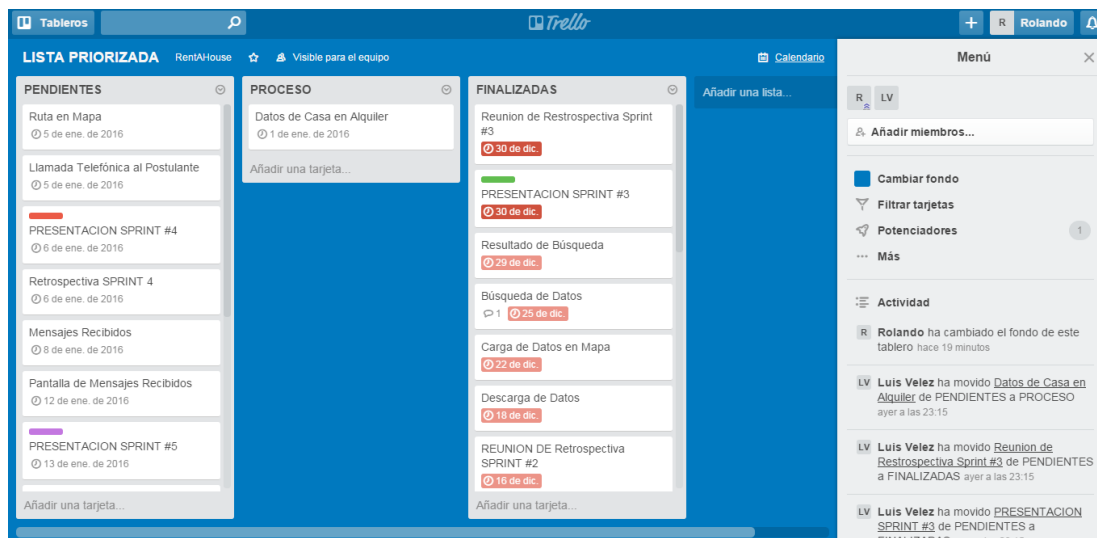 Tableros
Trello
R Rolando
LISTA PRIORIZADA RentAHouse Visible para el equipo Calendario
PENDIENTES
Ruta en Mapa
5 de ene. de 2016
Llamada Telefónica al Postulante
5 de ene. de 2016
PRESENTACION SPRINT #4
6 de ene. de 2016
Retrospectiva SPRINT 4
6 de ene. de 2016
Mensajes Recibidos
8 de ene. de 2016
Pantalla de Mensajes Recibidos
12 de ene. de 2016
PRESENTACION SPRINT #5
13 de ene. de 2016
Añadir una tarjeta...
PROCESO
Datos de Casa en Alquiler
1 de ene. de 2016
Añadir una tarjeta...
FINALIZADAS
Reunion de Restrospectiva Sprint
#3
30 de dic.
PRESENTACION SPRINT #3
30 de dic.
Resultado de Búsqueda
29 de dic.
Búsqueda de Datos
1 25 de dic.
Carga de Datos en Mapa
22 de dic.
Descarga de Datos
18 de dic.
REUNION DE Retrospectiva
SPRINT #2
16 de dic.
Añadir una tarjeta...
Añadir una lista...
Menú
R LV
Añadir miembros...
Cambiar fondo
Filtrar tarjetas
Potenciadores 1
Más
Actividad
R Rolando ha cambiado el fondo de este
tablero hace 19 minutos
LV Luis Velez ha movido Datos de Casa en
Alquiler de PENDIENTES a PROCESO
ayer a las 23:15
LV Luis Velez ha movido Reunion de
Restrospectiva Sprint #3 de PENDIENTES
a FINALIZADAS ayer a las 23:15
LV Luis Velez ha movido PRESENTACION
SPRINT #3 de PENDIENTES a